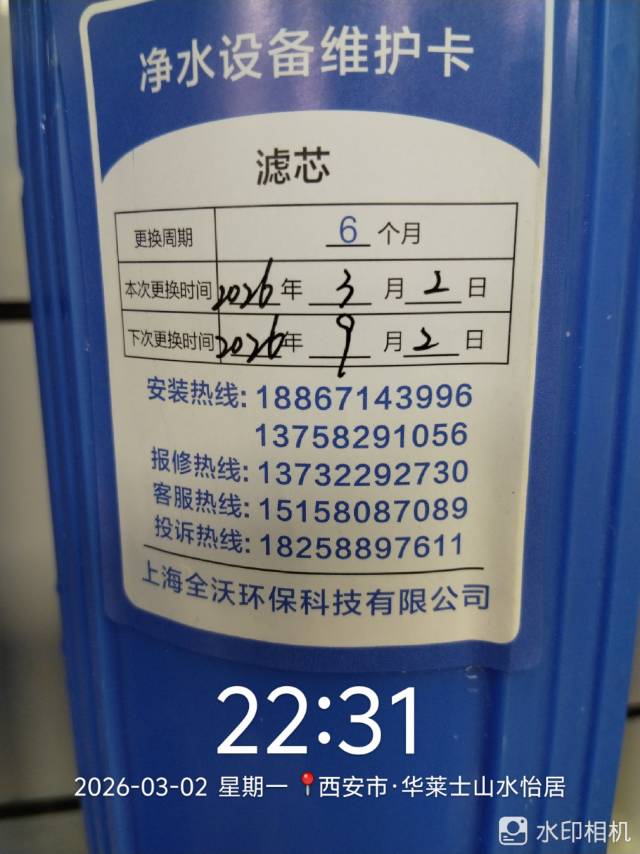 净水设备维护卡
滤芯
更换周期 6 个月
本次更换时间 2026 年 3 月 2 日
下次更换时间 2026 年 9 月 2 日
安装热线: 18867143996
13758291056
报修热线: 13732292730
客服热线: 15158087089
投诉热线: 18258897611
上海全沃环保科技有限公司
22:31
2026-03-02 星期一 西安市·华莱士山水怡居
水印相机